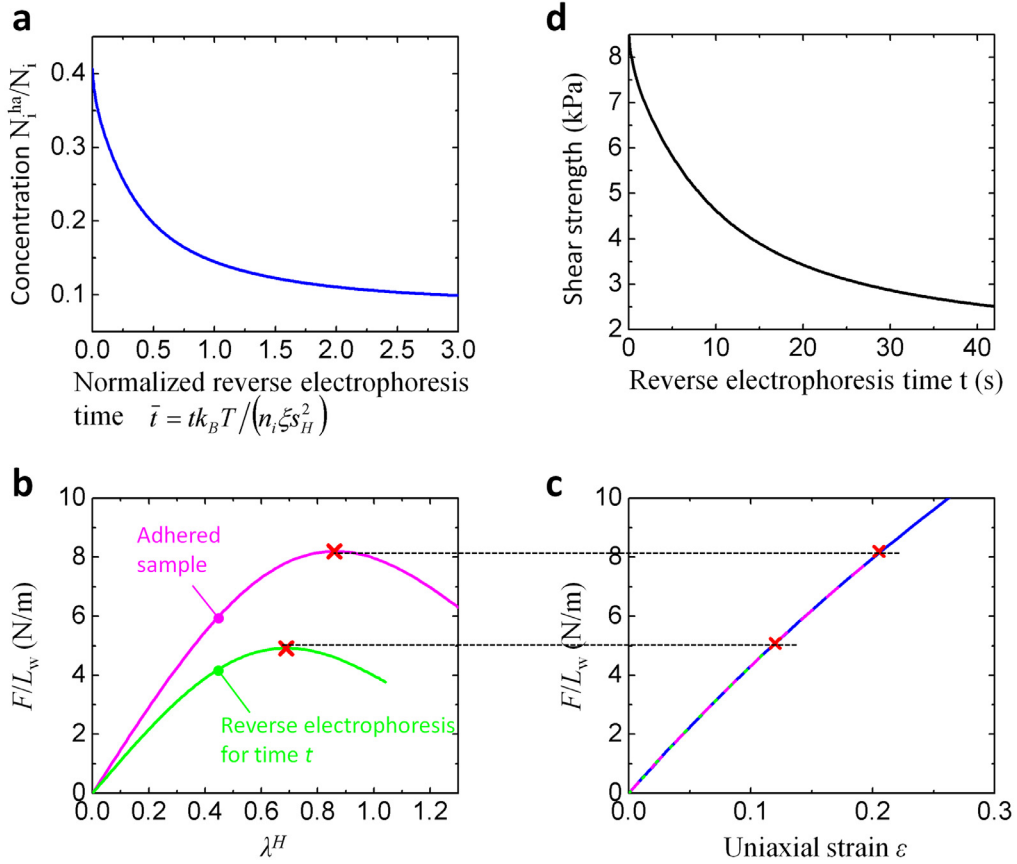 a
Concentration N_i^ha/N_i
0.4
0.3
0.2
0.1
0.0 0.5 1.0 1.5 2.0 2.5 3.0
Normalized reverse electrophoresis
time t̄ = tk_BT/(n_iξs_H^2)
d
Shear strength (kPa)
8
7
6
5
4
3
2
0 10 20 30 40
Reverse electrophoresis time t (s)
b
F/L_w (N/m)
10
8
6
4
2
0
Adhered
sample
Reverse electrophoresis
for time t
0.0 0.2 0.4 0.6 0.8 1.0 1.2
λ^H
c
F/L_w (N/m)
10
8
6
4
2
0
0.0 0.1 0.2 0.3
Uniaxial strain ε